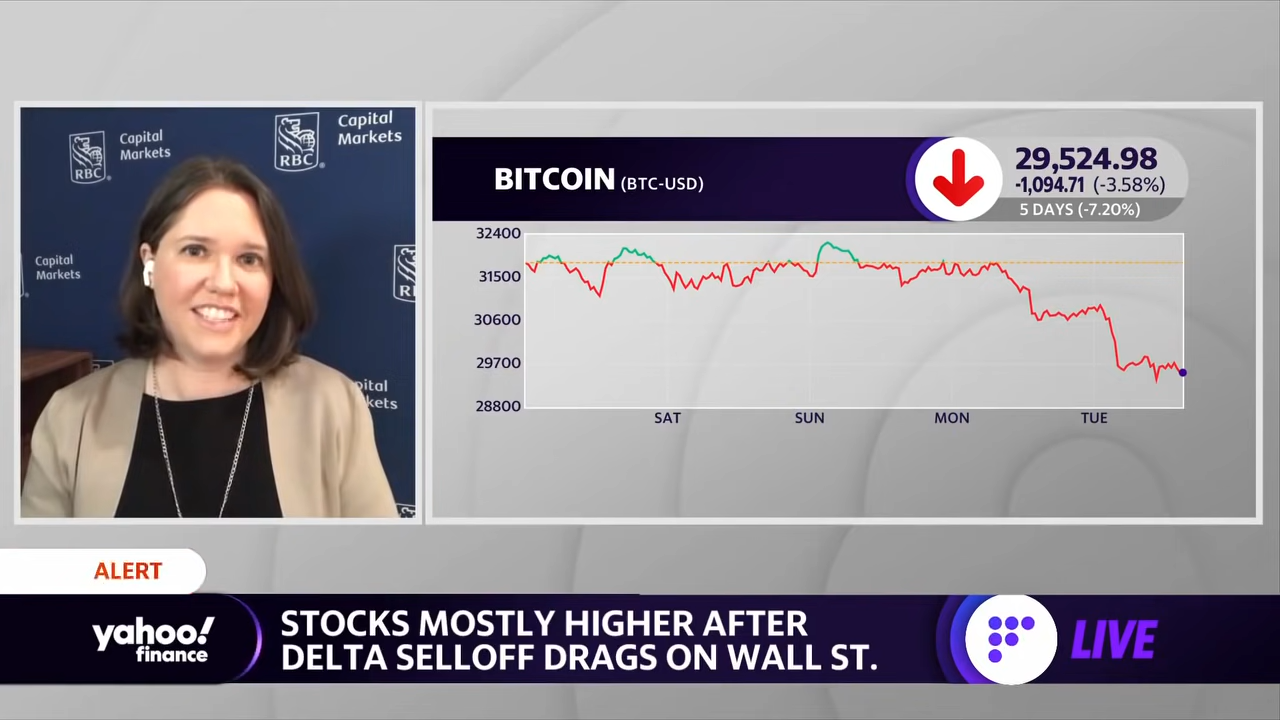 Capital
Markets
RBC
Capital
Markets
RBC
Capital
Markets
BITCOIN (BTC-USD)
29,524.98
-1,094.71 (-3.58%)
5 DAYS (-7.20%)
32400
31500
30600
29700
28800
SAT
SUN
MON
TUE
ALERT
yahoo!
finance
STOCKS MOSTLY HIGHER AFTER
DELTA SELLOFF DRAGS ON WALL ST.
LIVE